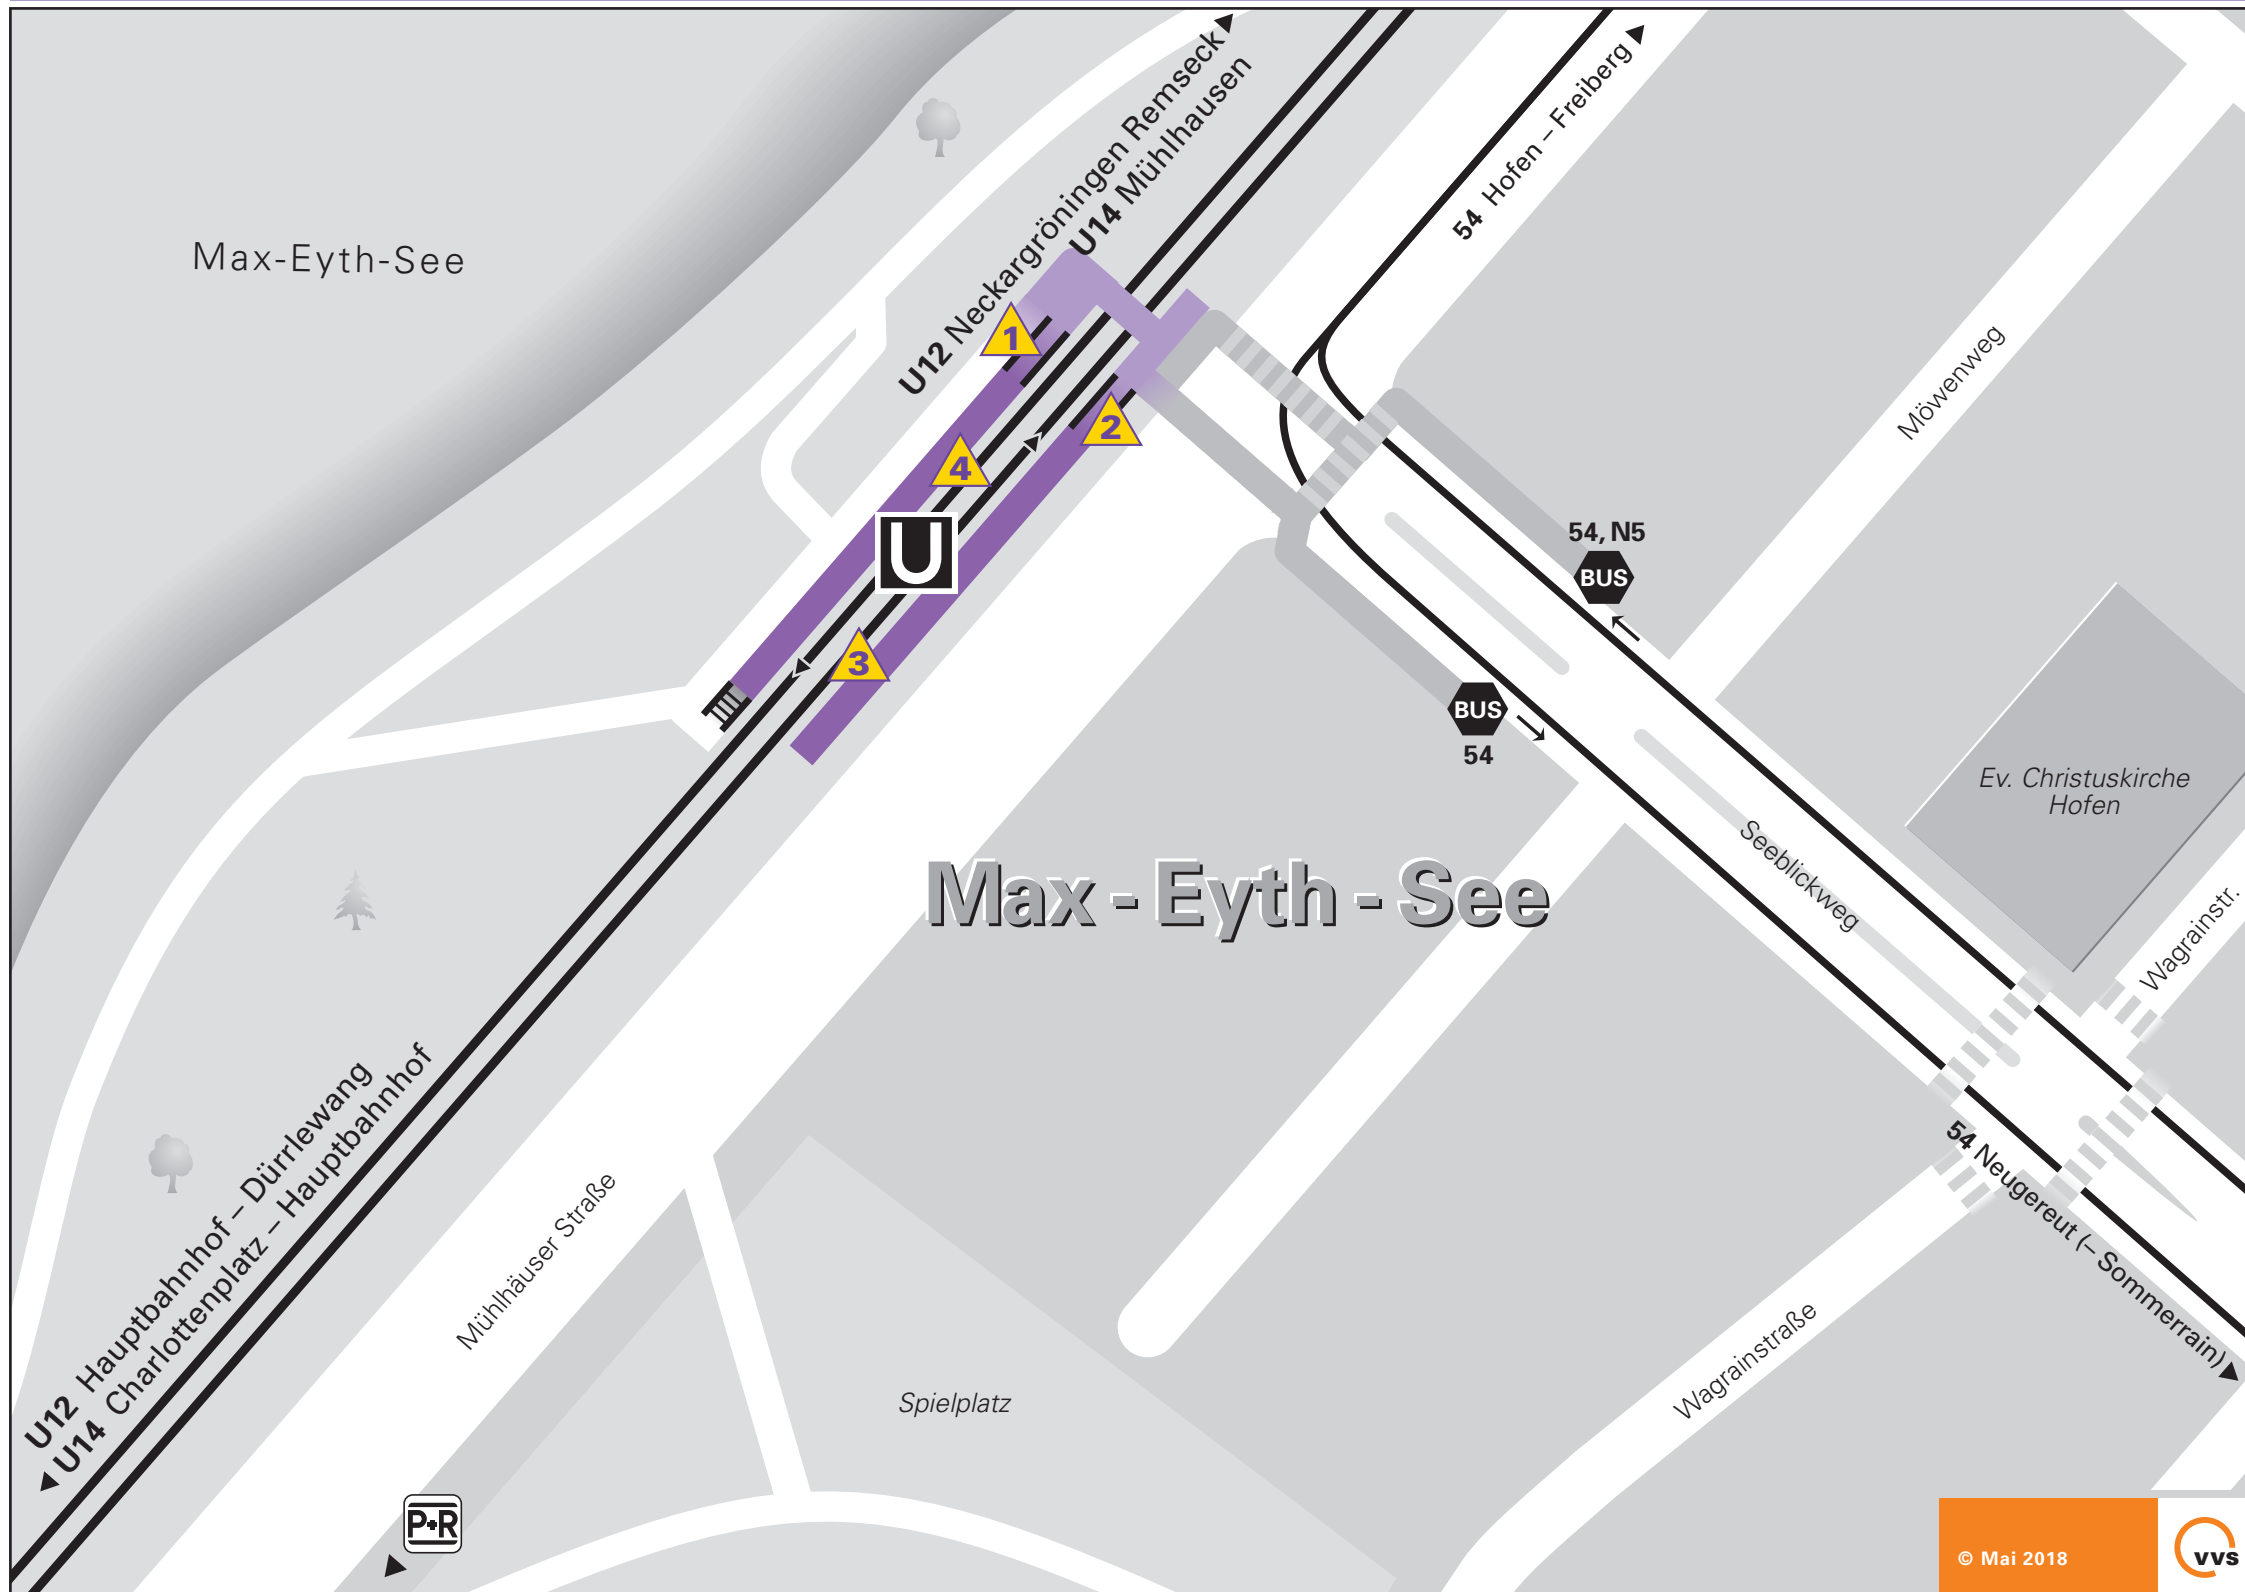 Max-Eyth-See
U12 Neckargröningen Remseck
U14 Mühlhausen
54 Hofen – Freiberg
Möwenweg
1
2
4
3
U
54, N5
BUS
BUS
54
Ev. Christuskirche
Hofen
Seeblickweg
Wagrainstr.
Max - Eyth - See
U12 Hauptbahnhof – Dürrlewang
U14 Charlottenplatz – Hauptbahnhof
Mühlhäuser Straße
54 Neugereut (– Sommerrain)
Wagrainstraße
Spielplatz
P+R
© Mai 2018
vvs